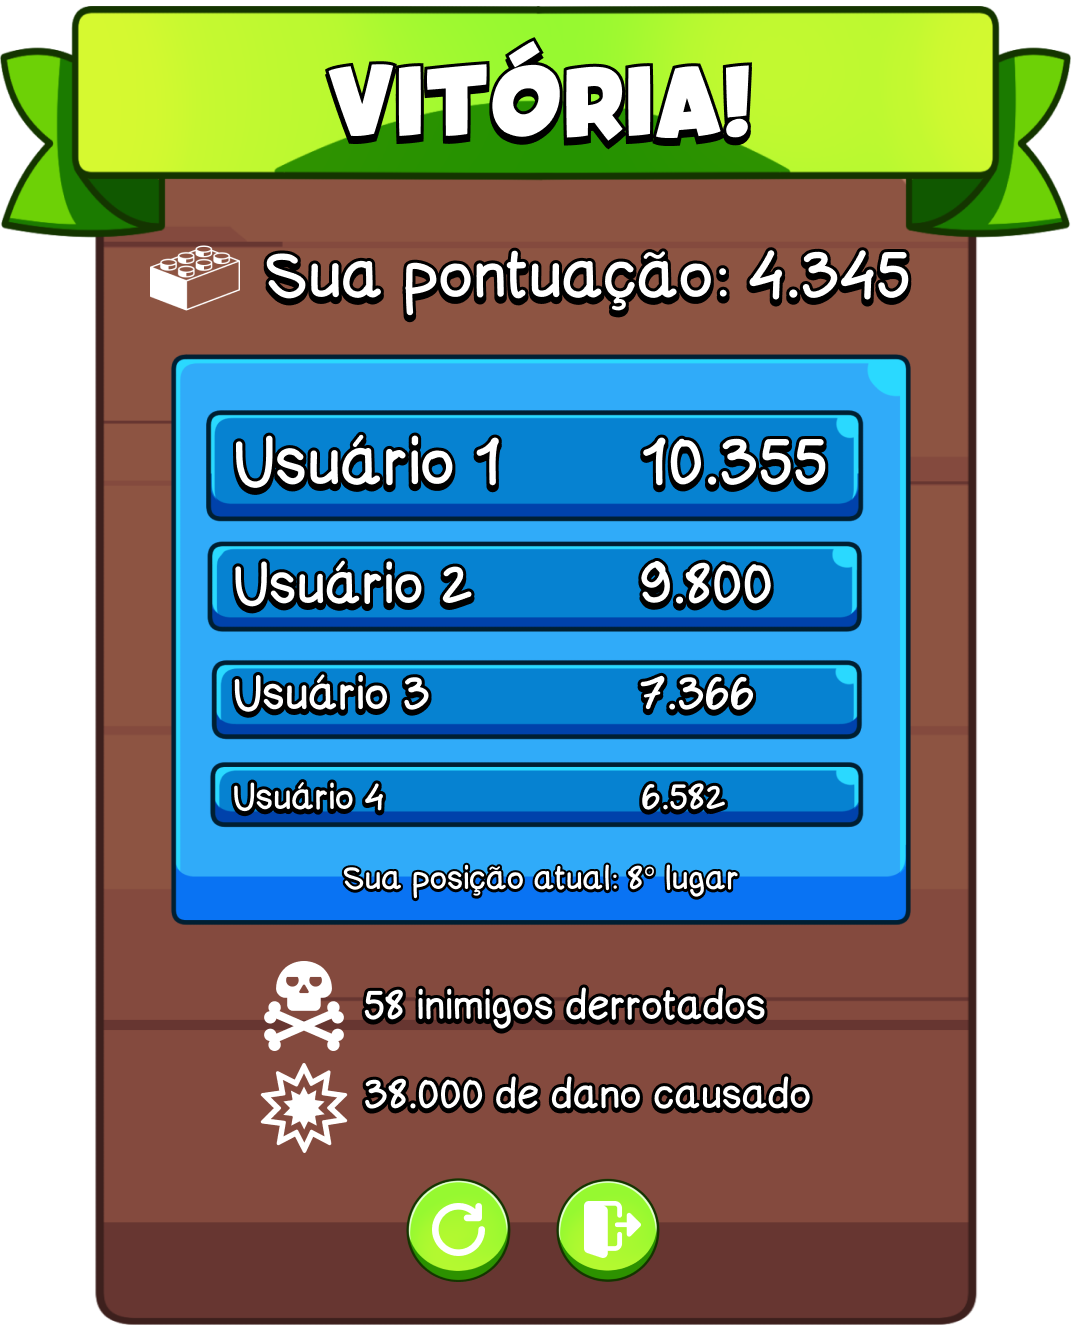 VITÓRIA!
Sua pontuação: 4.345
Usuário 1 10.355
Usuário 2 9.800
Usuário 3 7.366
Usuário 4 6.582
Sua posição atual: 8° lugar
58 inimigos derrotados
38.000 de dano causado